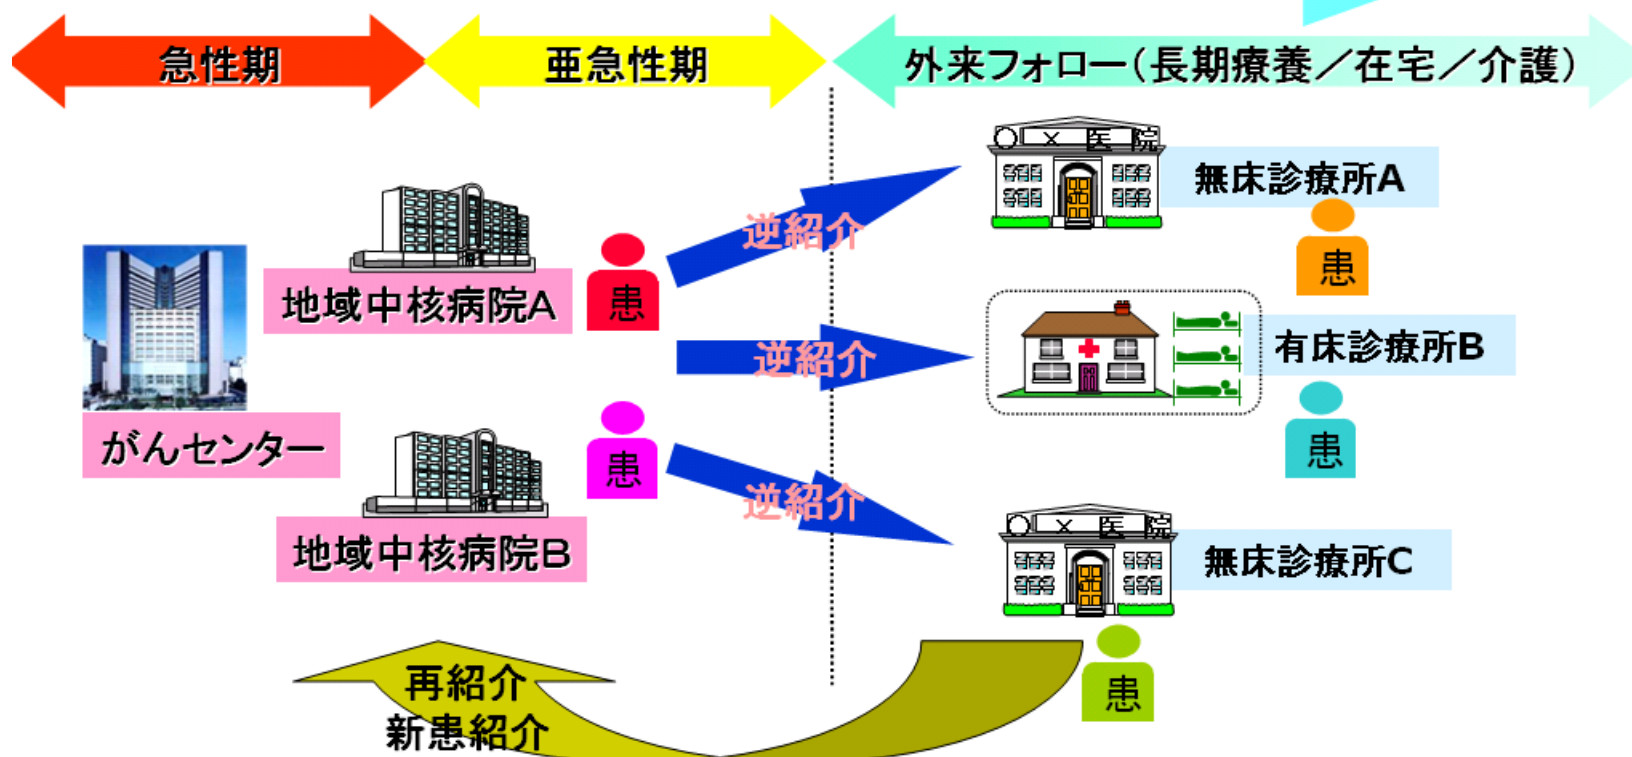 急性期
亜急性期
外来フォロー(長期療養／在宅／介護)
○×医院
無床診療所A
患
逆紹介
地域中核病院A
患
逆紹介
有床診療所B
患
がんセンター
患
逆紹介
地域中核病院B
○×医院
無床診療所C
患
再紹介
新患紹介